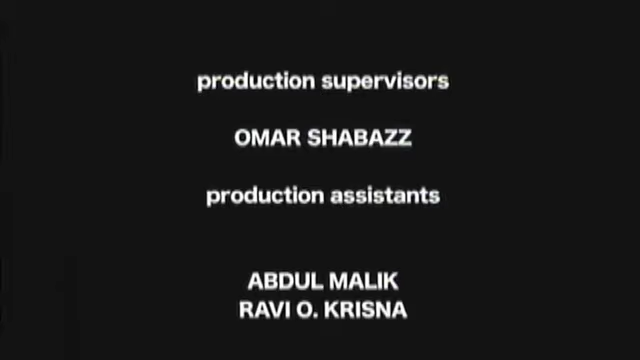 production supervisors
OMAR SHABAZZ
production assistants
ABDUL MALIK
RAVI O. KRISNA